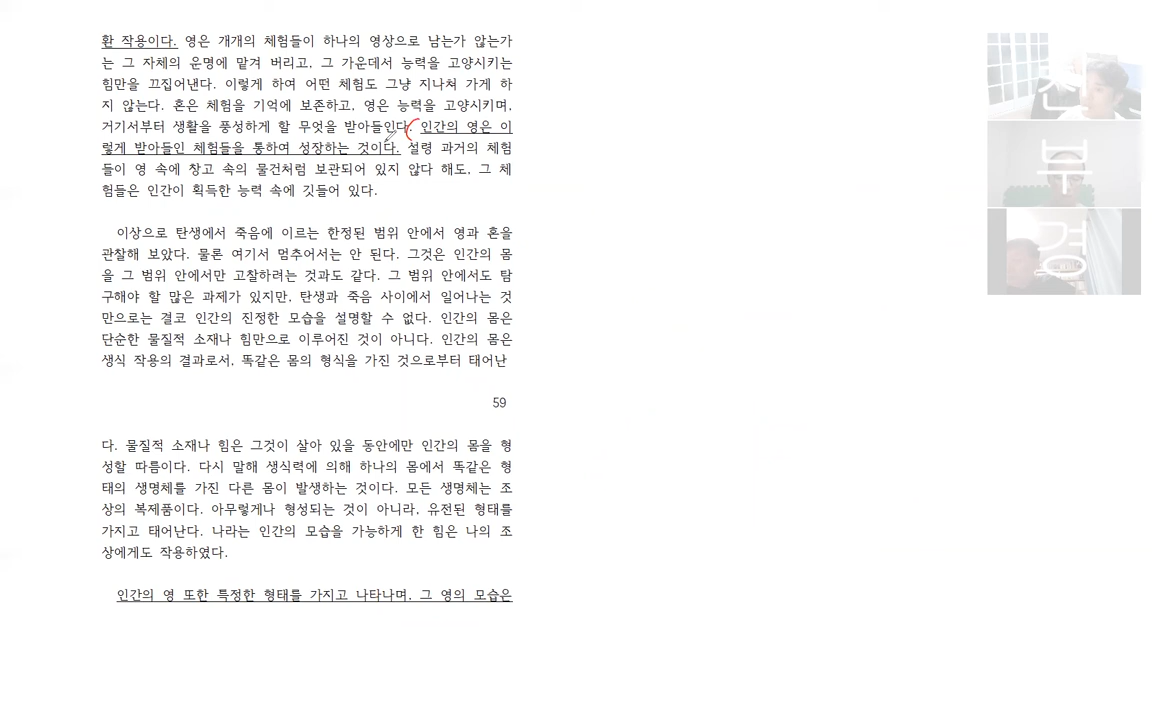 환 작용이다. 영은 개개의 체험들이 하나의 영상으로 남는가 않는가
는 그 자체의 운명에 맡겨 버리고, 그 가운데서 능력을 고양시키는
힘만을 끄집어낸다. 이렇게 하여 어떤 체험도 그냥 지나쳐 가게 하
지 않는다. 혼은 체험을 기억에 보존하고, 영은 능력을 고양시키며,
거기서부터 생활을 풍성하게 할 무엇을 받아들인다. 인간의 영은 이
렇게 받아들인 체험들을 통하여 성장하는 것이다. 설령 과거의 체험
들이 영 속에 창고 속의 물건처럼 보관되어 있지 않다 해도, 그 체
험들은 인간이 획득한 능력 속에 깃들어 있다.
이상으로 탄생에서 죽음에 이르는 한정된 범위 안에서 영과 혼을
관찰해 보았다. 물론 여기서 멈추어서는 안 된다. 그것은 인간의 몸
을 그 범위 안에서만 고찰하려는 것과도 같다. 그 범위 안에서도 탐
구해야 할 많은 과제가 있지만, 탄생과 죽음 사이에서 일어나는 것
만으로는 결코 인간의 진정한 모습을 설명할 수 없다. 인간의 몸은
단순한 물질적 소재나 힘만으로 이루어진 것이 아니다. 인간의 몸은
생식 작용의 결과로서, 똑같은 몸의 형식을 가진 것으로부터 태어난
59
다. 물질적 소재나 힘은 그것이 살아 있을 동안에만 인간의 몸을 형
성할 따름이다. 다시 말해 생식력에 의해 하나의 몸에서 똑같은 형
태의 생명체를 가진 다른 몸이 발생하는 것이다. 모든 생명체는 조
상의 복제품이다. 아무렇게나 형성되는 것이 아니라, 유전된 형태를
가지고 태어난다. 나라는 인간의 모습을 가능하게 한 힘은 나의 조
상에게도 작용하였다.
인간의 영 또한 특정한 형태를 가지고 나타나며, 그 영의 모습은
부
경